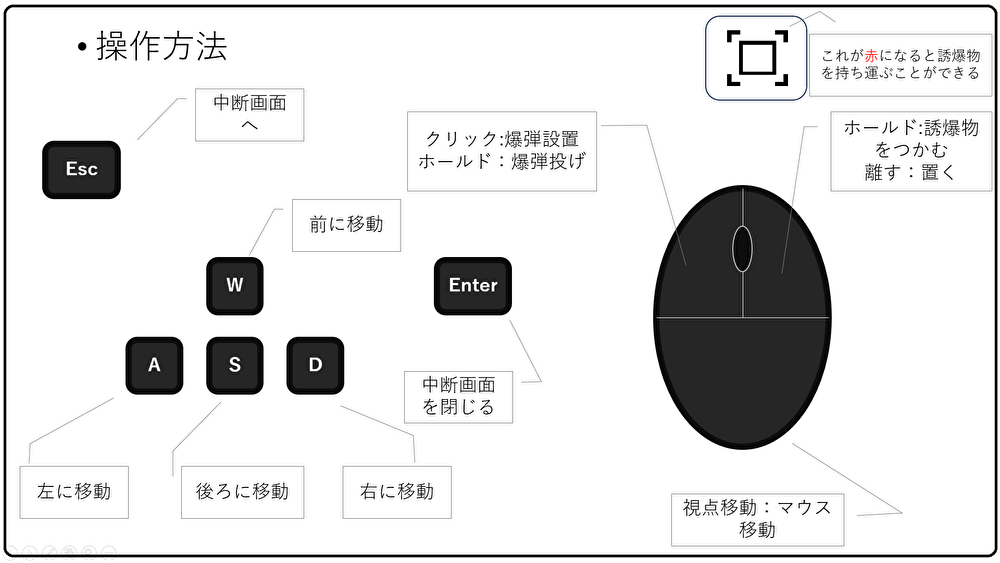 • 操作方法
これが赤になると誘爆物
を持ち運ぶことができる
中断画面
へ
Esc
クリック:爆弾設置
ホールド：爆弾投げ
ホールド:誘爆物
をつかむ
離す：置く
前に移動
W
Enter
A
S
D
中断画面
を閉じる
左に移動
後ろに移動
右に移動
視点移動：マウス
移動